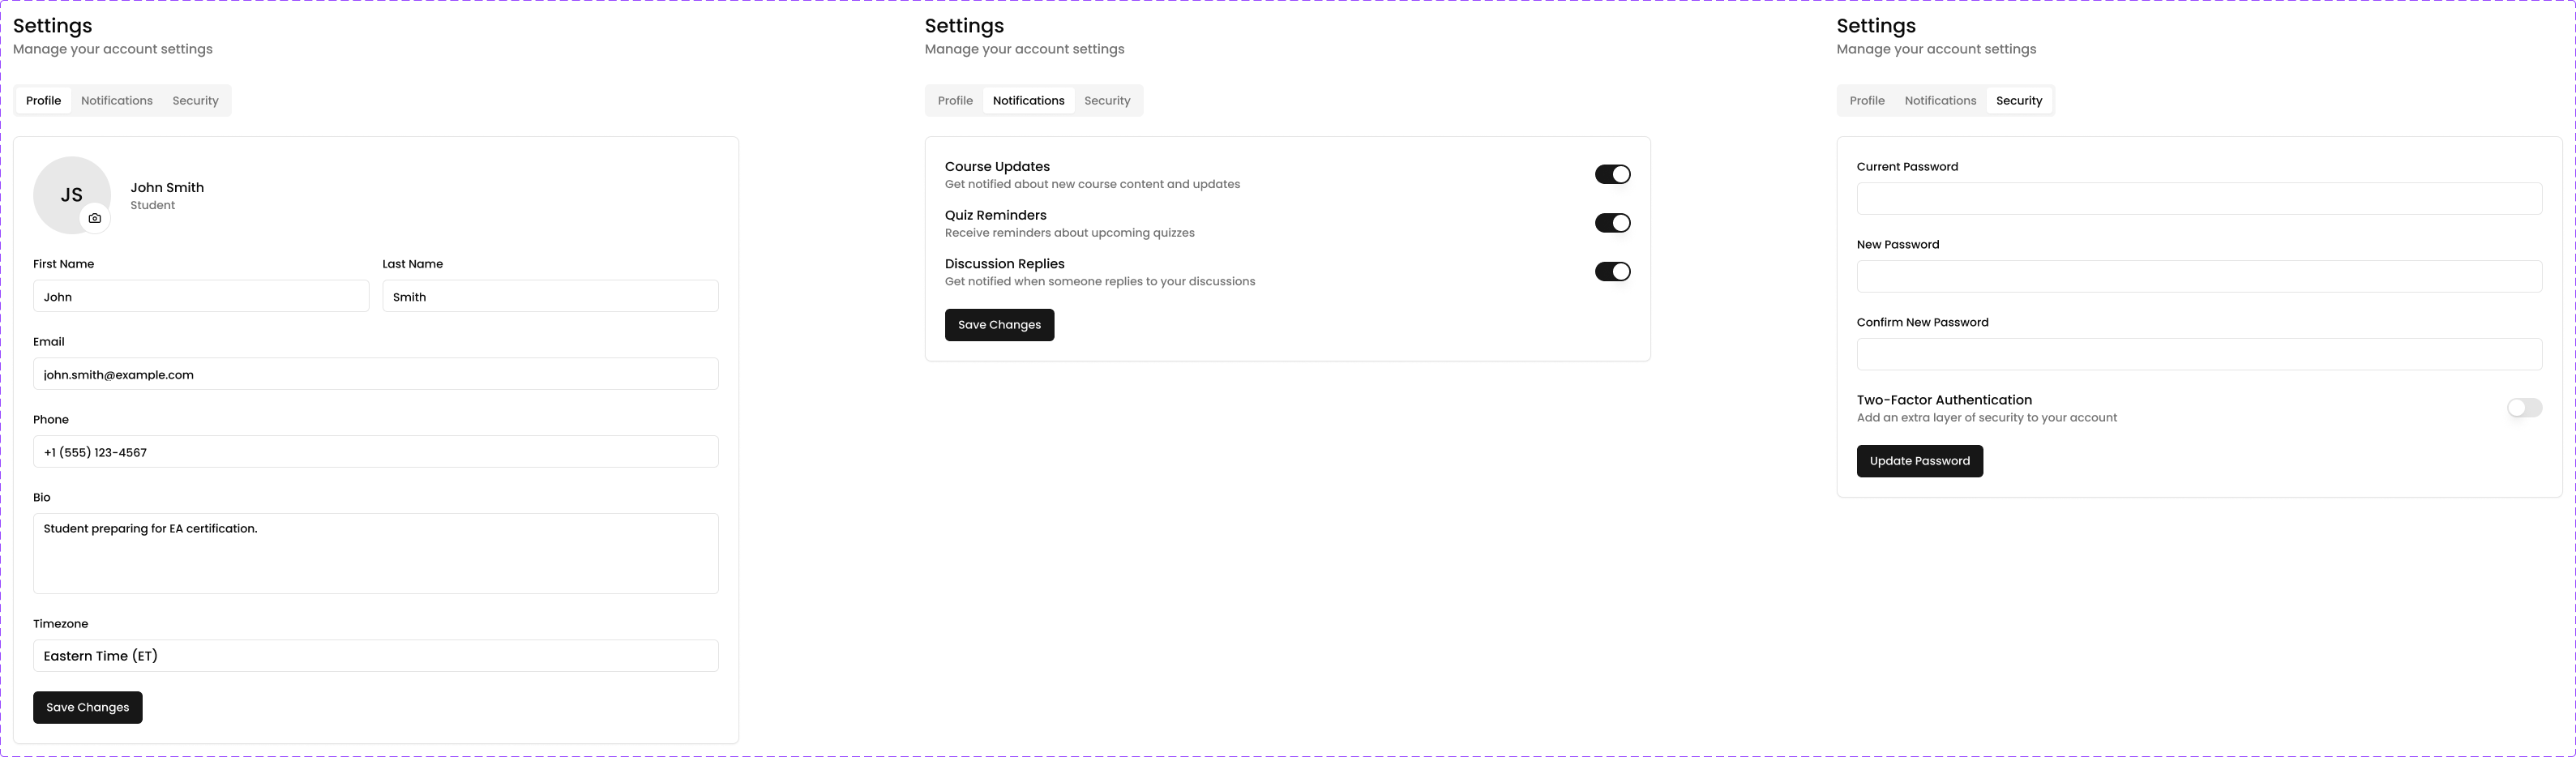 Settings
Manage your account settings
Profile
Notifications
Security
JS
John Smith
Student
First Name
Last Name
John
Smith
Email
john.smith@example.com
Phone
+1 (555) 123-4567
Bio
Student preparing for EA certification.
Timezone
Eastern Time (ET)
Save Changes
Settings
Manage your account settings
Profile
Notifications
Security
Course Updates
Get notified about new course content and updates
Quiz Reminders
Receive reminders about upcoming quizzes
Discussion Replies
Get notified when someone replies to your discussions
Save Changes
Settings
Manage your account settings
Profile
Notifications
Security
Current Password
New Password
Confirm New Password
Two-Factor Authentication
Add an extra layer of security to your account
Update Password